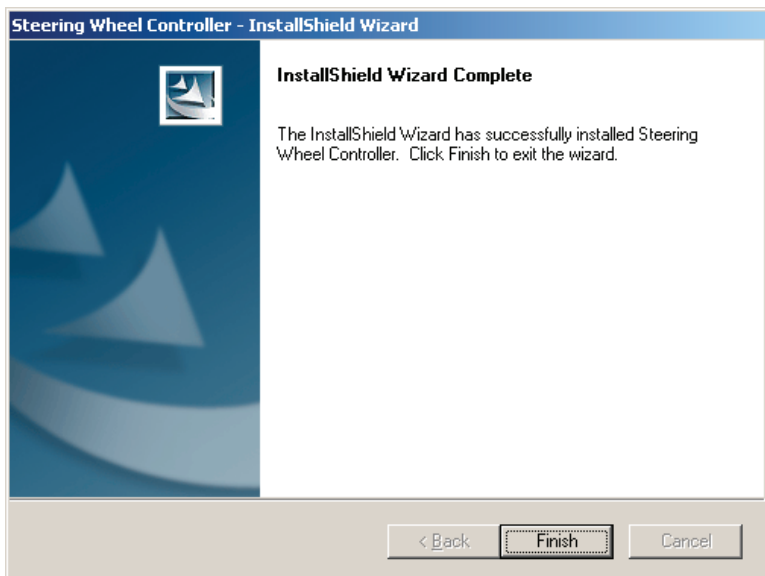 Steering Wheel Controller - InstallShield Wizard
InstallShield Wizard Complete
The InstallShield Wizard has successfully installed Steering
Wheel Controller. Click Finish to exit the wizard.
< Back
Finish
Cancel